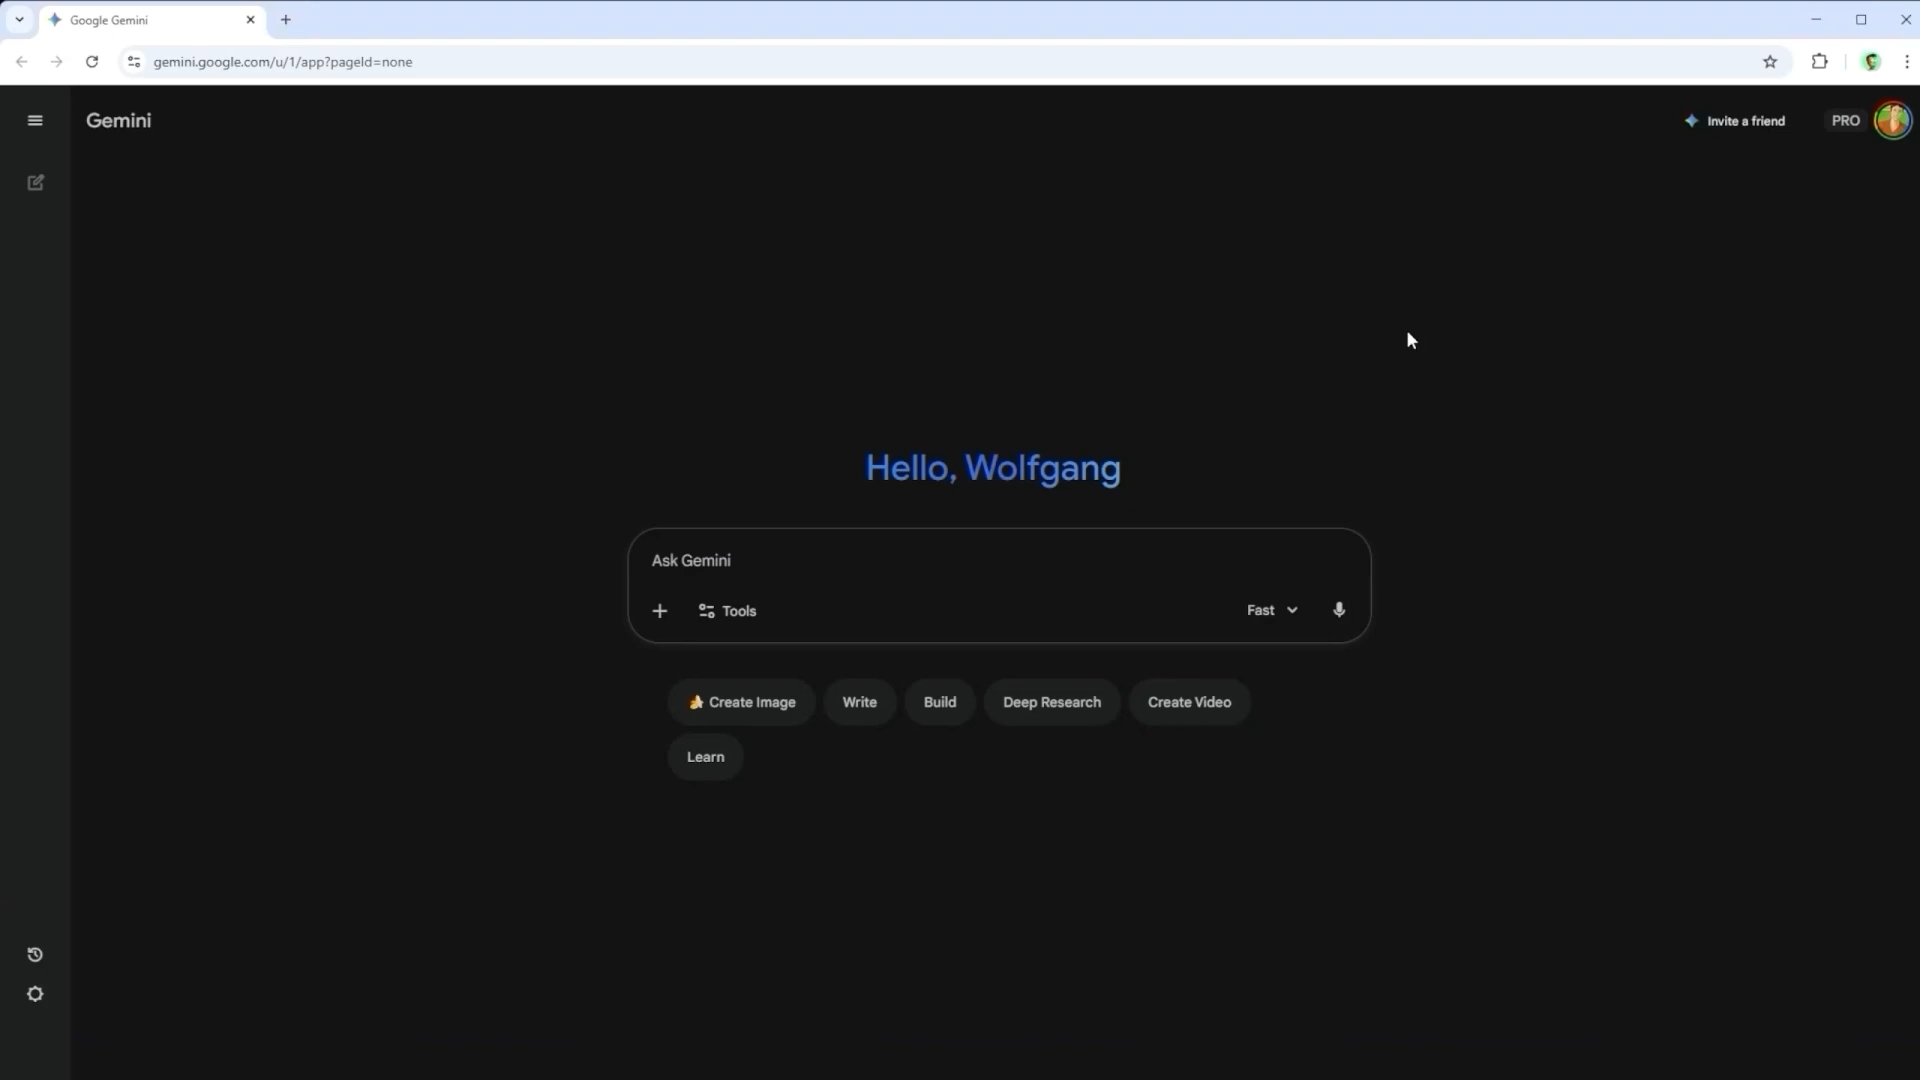 Google Gemini
gemini.google.com/u/1/app?pageId=none
Gemini
Invite a friend
PRO
Hello, Wolfgang
Ask Gemini
Tools
Fast
Create Image
Write
Build
Deep Research
Create Video
Learn